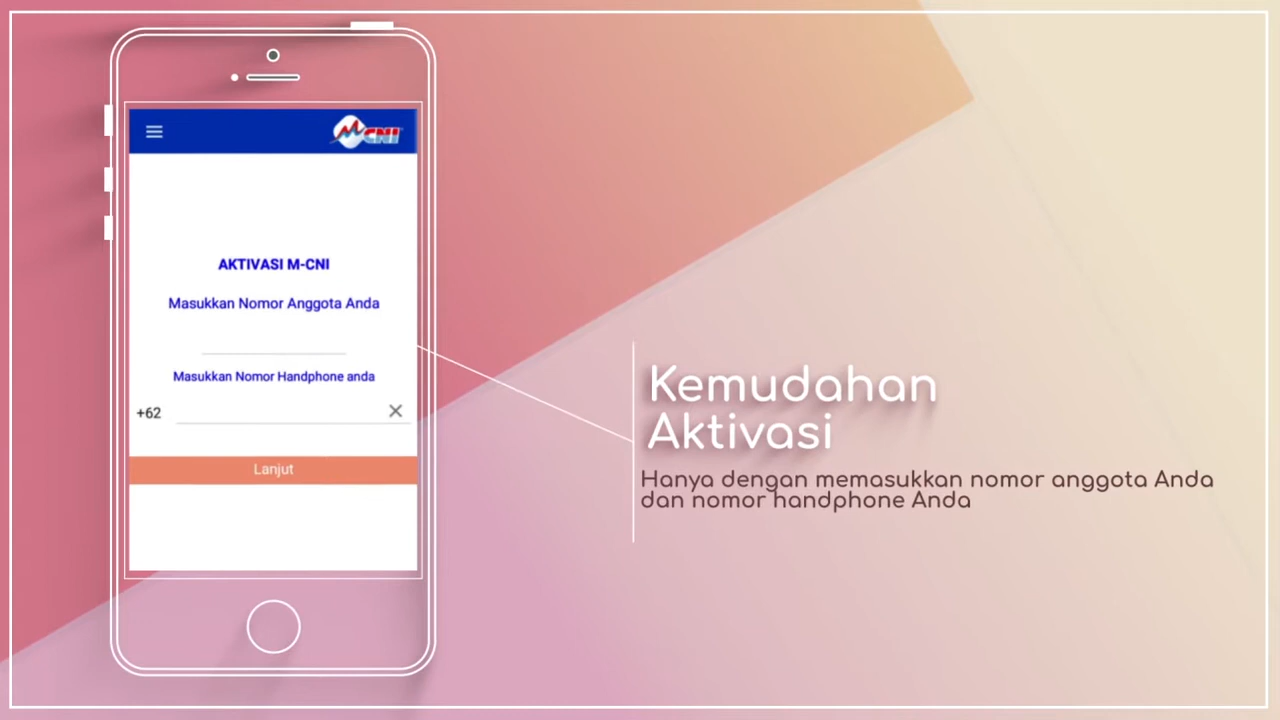 M CNI
AKTIVASI M-CNI
Masukkan Nomor Anggota Anda
Masukkan Nomor Handphone anda
+62
Lanjut
Kemudahan
Aktivasi
Hanya dengan memasukkan nomor anggota Anda
dan nomor handphone Anda